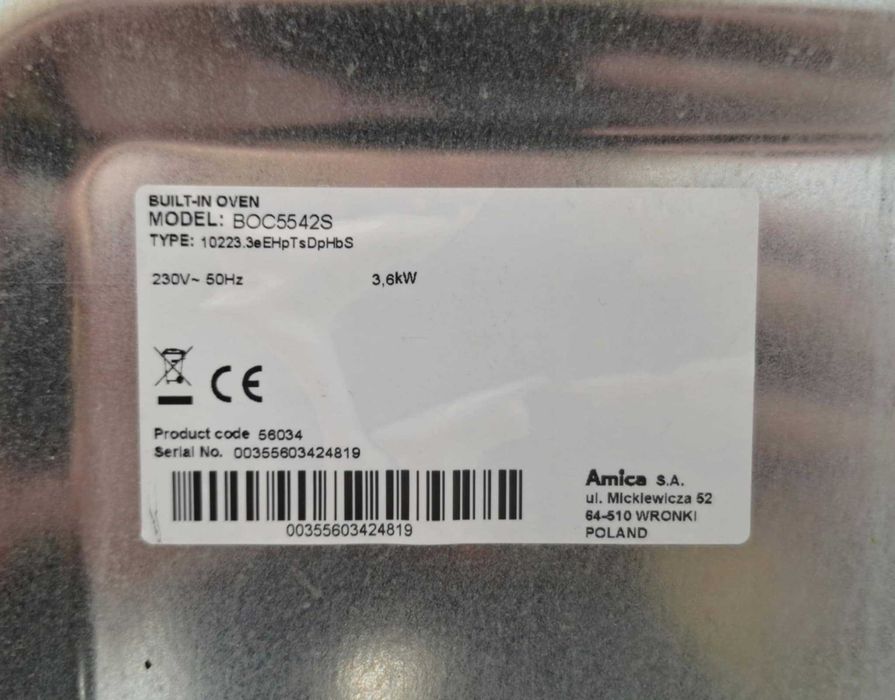 BUILT-IN OVEN
MODEL: BOC5542S
TYPE: 10223.3eEHpTsDpHbS
230V~ 50Hz 3,6kW
CE
Product code 56034
Serial No. 00355603424819
00355603424819
Amica S.A.
ul. Mickiewicza 52
64-510 WRONKI
POLAND